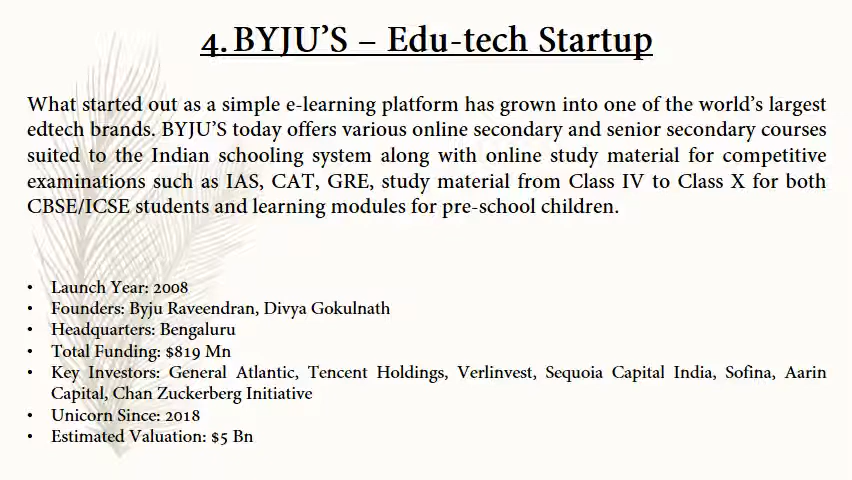 4. BYJU’S – Edu-tech Startup
What started out as a simple e-learning platform has grown into one of the world’s largest
edtech brands. BYJU’S today offers various online secondary and senior secondary courses
suited to the Indian schooling system along with online study material for competitive
examinations such as IAS, CAT, GRE, study material from Class IV to Class X for both
CBSE/ICSE students and learning modules for pre-school children.
• Launch Year: 2008
• Founders: Byju Raveendran, Divya Gokulnath
• Headquarters: Bengaluru
• Total Funding: $819 Mn
• Key Investors: General Atlantic, Tencent Holdings, Verlinvest, Sequoia Capital India, Sofina, Aarin
Capital, Chan Zuckerberg Initiative
• Unicorn Since: 2018
• Estimated Valuation: $5 Bn